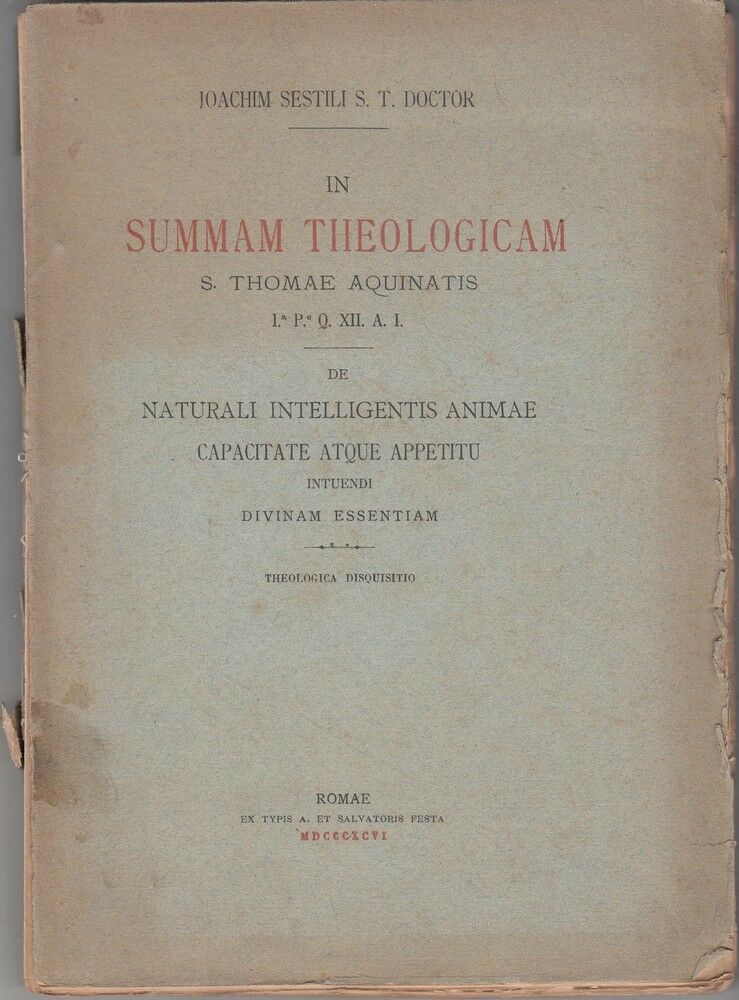 JOACHIM SESTILI S. T. DOCTOR
IN
SUMMAM THEOLOGICAM
S. THOMAE AQUINATIS
I.ª P.ᵉ Q. XII. A. I.
DE
NATURALI INTELLIGENTIS ANIMAE
CAPACITATE ATQUE APPETITU
INTUENDI
DIVINAM ESSENTIAM
THEOLOGICA DISQUISITIO
ROMAE
EX TYPIS A. ET SALVATORIS FESTA
MDCCCXCVI